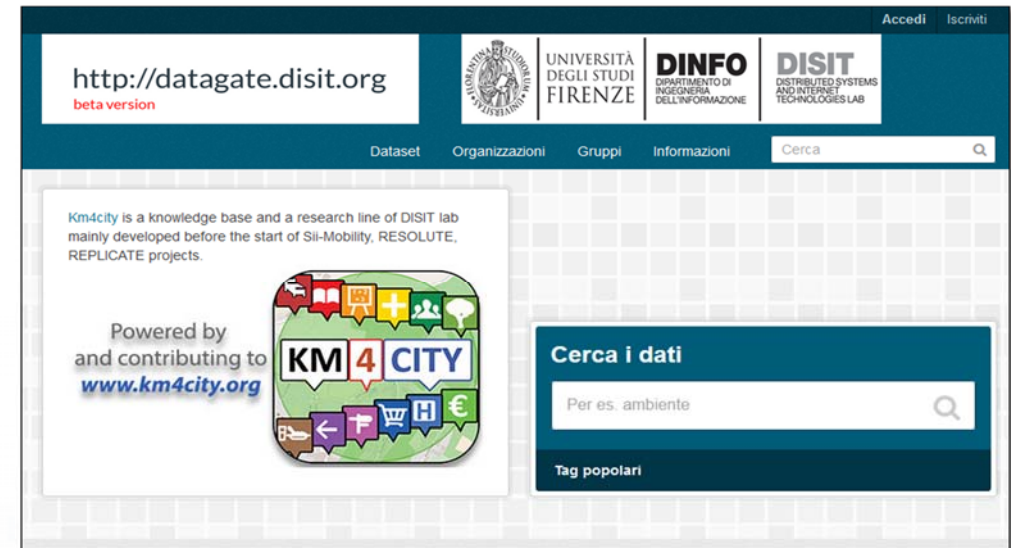 Accedi Iscriviti
http://datagate.disit.org
beta version
UNIVERSITÀ
DEGLI STUDI
FIRENZE
DINFO
DIPARTIMENTO DI
INGEGNERIA
DELL'INFORMAZIONE
DISIT
DISTRIBUTED SYSTEMS
AND INTERNET
TECHNOLOGIES LAB
Dataset Organizzazioni Gruppi Informazioni Cerca
Km4city is a knowledge base and a research line of DISIT lab
mainly developed before the start of Sii-Mobility, RESOLUTE,
REPLICATE projects.
Powered by
and contributing to
www.km4city.org
KM 4 CITY
H €
Cerca i dati
Per es. ambiente
Tag popolari